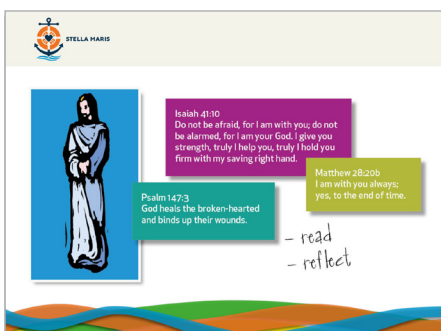 STELLA MARIS
Isaiah 41:10
Do not be afraid, for I am with you; do not
be alarmed, for I am your God. I give you
strength, truly I help you, truly I hold you
firm with my saving right hand.
Matthew 28:20b
I am with you always;
yes, to the end of time.
Psalm 147:3
God heals the broken-hearted
and binds up their wounds.
- read
- reflect